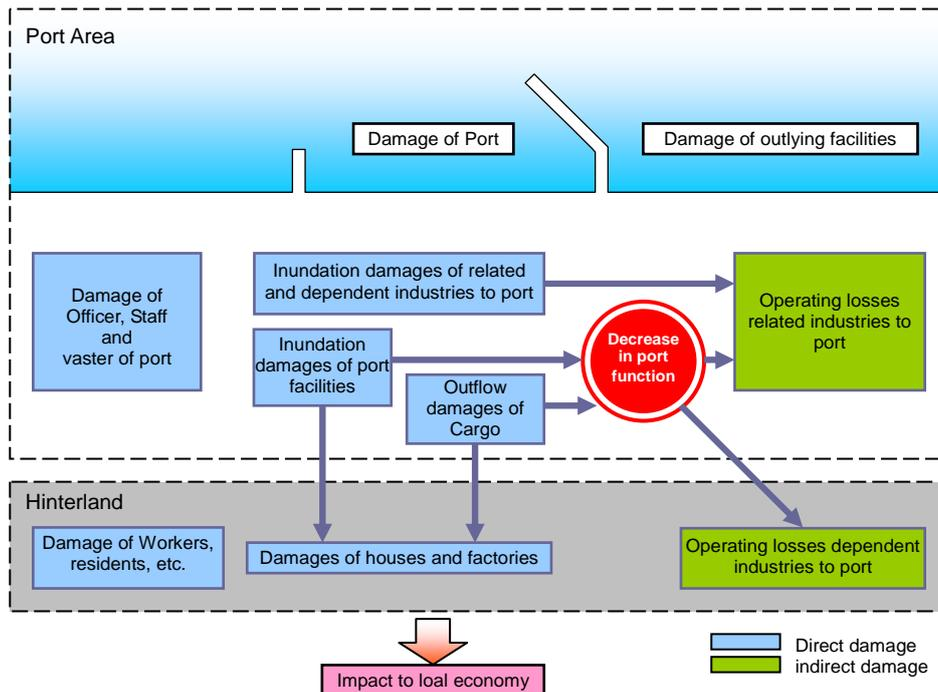 Port Area
Damage of Port
Damage of outlying facilities
Damage of
Officer, Staff
and
vaster of port
Inundation damages of related
and dependent industries to port
Operating losses
related industries to
port
Inundation
damages of port
facilities
Decrease
in port
function
Outflow
damages of
Cargo
Hinterland
Damage of Workers,
residents, etc.
Damages of houses and factories
Operating losses dependent
industries to port
Direct damage
indirect damage
Impact to loal economy